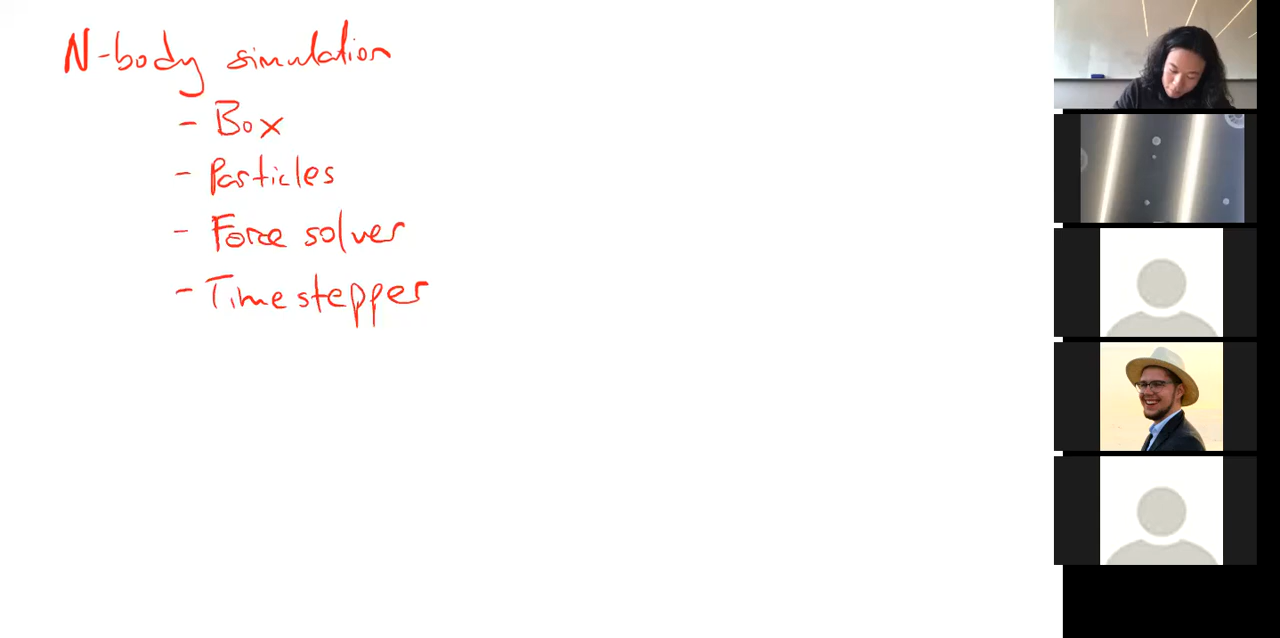 N-body simulation
- Box
- Particles
- Force solver
- Timestepper